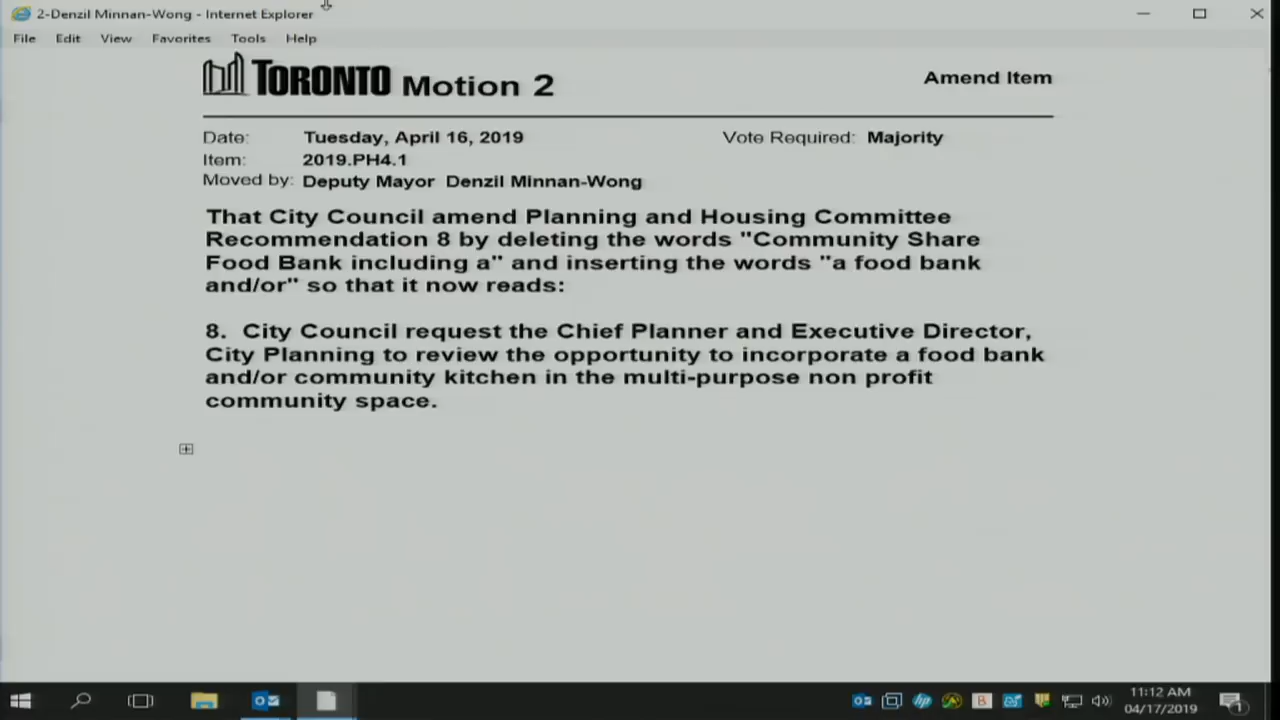 2-Denzil Minnan-Wong - Internet Explorer
File Edit View Favorites Tools Help
TORONTO Motion 2
Amend Item
Date: Tuesday, April 16, 2019
Vote Required: Majority
Item: 2019.PH4.1
Moved by: Deputy Mayor Denzil Minnan-Wong
That City Council amend Planning and Housing Committee
Recommendation 8 by deleting the words "Community Share
Food Bank including a" and inserting the words "a food bank
and/or" so that it now reads:
8. City Council request the Chief Planner and Executive Director,
City Planning to review the opportunity to incorporate a food bank
and/or community kitchen in the multi-purpose non profit
community space.
11:12 AM
04/17/2019